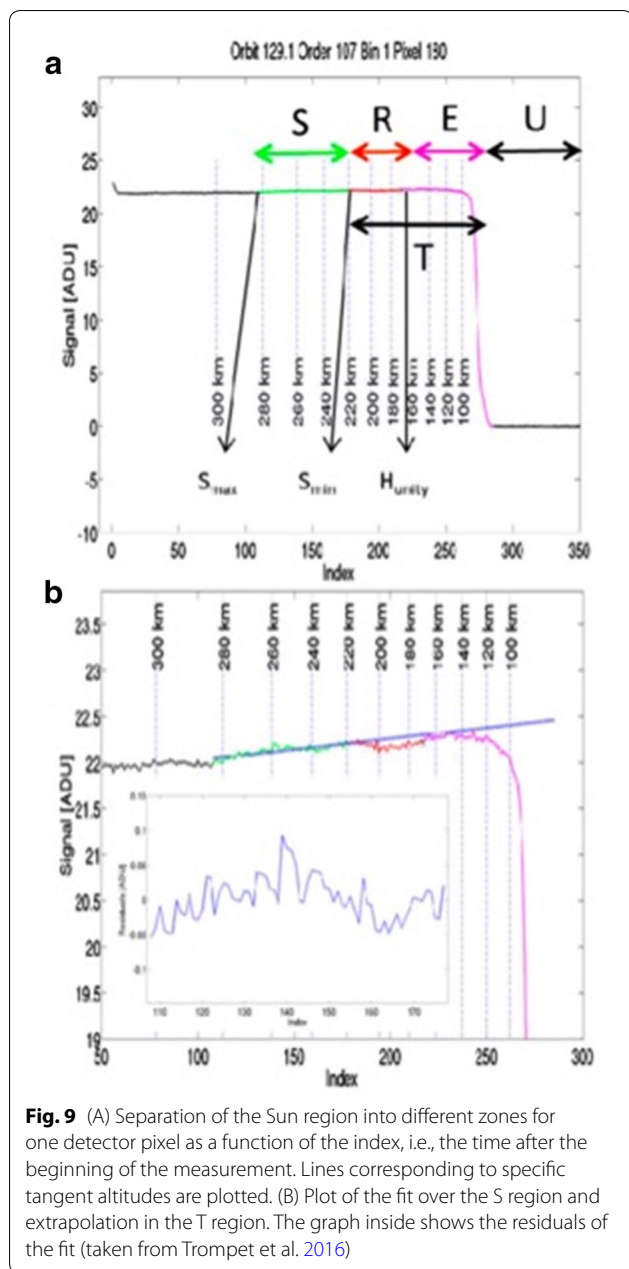 a
Orbit 129.1 Order 107 Bin 1 Pixel 180
30
25
20
15
10
5
0
-5
-10
Signal [ADU]
S R E U
T
300 km
280 km
260 km
240 km
220 km
200 km
180 km
160 km
140 km
120 km
100 km
Smax Smin Hunity
0 50 100 150 200 250 300 350
Index
b
23.5
23
22.5
22
21.5
21
20.5
20
19.5
19
Signal [ADU]
300 km
280 km
260 km
240 km
220 km
200 km
180 km
160 km
140 km
120 km
100 km
0.1
0
-0.1
Residuals [ADU]
110 120 130 140 150 160 170
Index
50 100 150 200 250 300
Index
Fig. 9 (A) Separation of the Sun region into different zones for
one detector pixel as a function of the index, i.e., the time after the
beginning of the measurement. Lines corresponding to specific
tangent altitudes are plotted. (B) Plot of the fit over the S region and
extrapolation in the T region. The graph inside shows the residuals of
the fit (taken from Trompet et al. 2016)